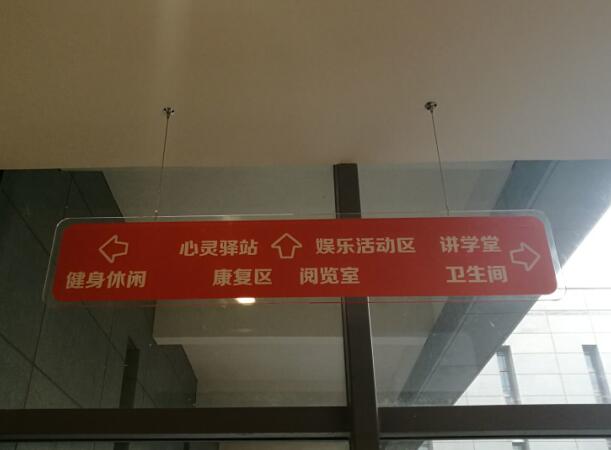 心灵驿站 娱乐活动区 讲学堂
健身休闲 康复区 阅览室 卫生间